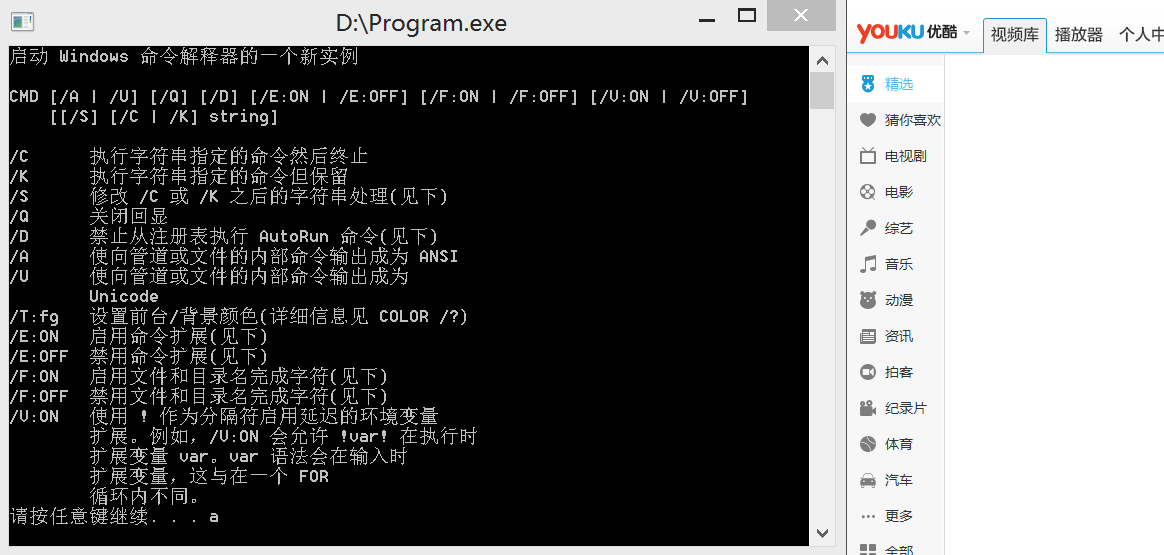 D:\Program.exe
启动 Windows 命令解释器的一个新实例
CMD [/A | /U] [/Q] [/D] [/E:ON | /E:OFF] [/F:ON | /F:OFF] [/V:ON | /V:OFF]
[[/S] [/C | /K] string]
/C 执行字符串指定的命令然后终止
/K 执行字符串指定的命令但保留
/S 修改 /C 或 /K 之后的字符串处理(见下)
/Q 关闭回显
/D 禁止从注册表执行 AutoRun 命令(见下)
/A 使向管道或文件的内部命令输出成为 ANSI
/U 使向管道或文件的内部命令输出成为
Unicode
/T:fg 设置前台/背景颜色(详细信息见 COLOR /?)
/E:ON 启用命令扩展(见下)
/E:OFF 禁用命令扩展(见下)
/F:ON 启用文件和目录名完成字符(见下)
/F:OFF 禁用文件和目录名完成字符(见下)
/V:ON 使用 ! 作为分隔符启用延迟的环境变量
扩展。例如，/V:ON 会允许 !var! 在执行时
扩展变量 var。var 语法会在输入时
扩展变量，这与在一个 FOR
循环内不同。
请按任意键继续. . . a
YOUKU 优酷 视频库 播放器 个人中
精选
猜你喜欢
电视剧
电影
综艺
音乐
动漫
资讯
拍客
纪录片
体育
汽车
更多
全部